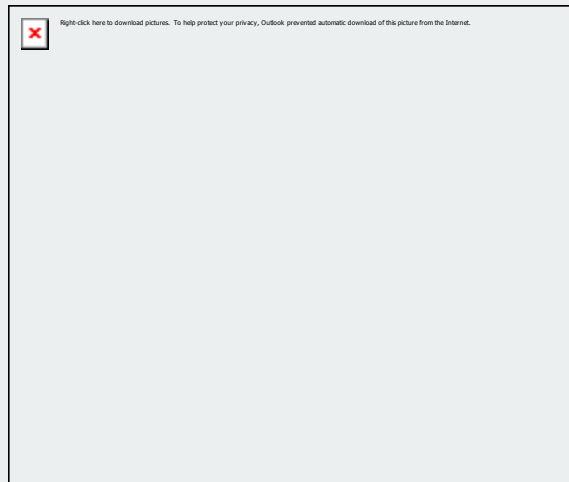 Right-click here to download pictures. To help protect your privacy, Outlook prevented automatic download of this picture from the Internet.